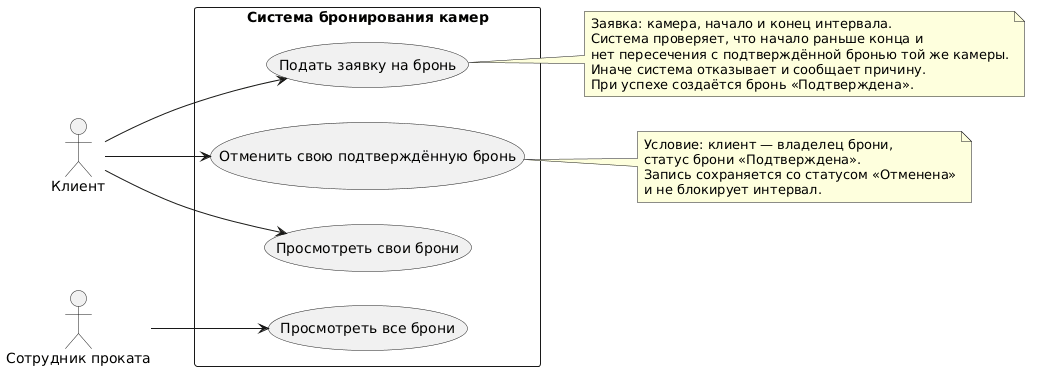 Система бронирования камер
Подать заявку на бронь
Заявка: камера, начало и конец интервала.
Система проверяет, что начало раньше конца и
нет пересечения с подтверждённой бронью той же камеры.
Иначе система отказывает и сообщает причину.
При успехе создаётся бронь «Подтверждена».
Клиент
Отменить свою подтверждённую бронь
Условие: клиент — владелец брони,
статус брони «Подтверждена».
Запись сохраняется со статусом «Отменена»
и не блокирует интервал.
Просмотреть свои брони
Сотрудник проката
Просмотреть все брони